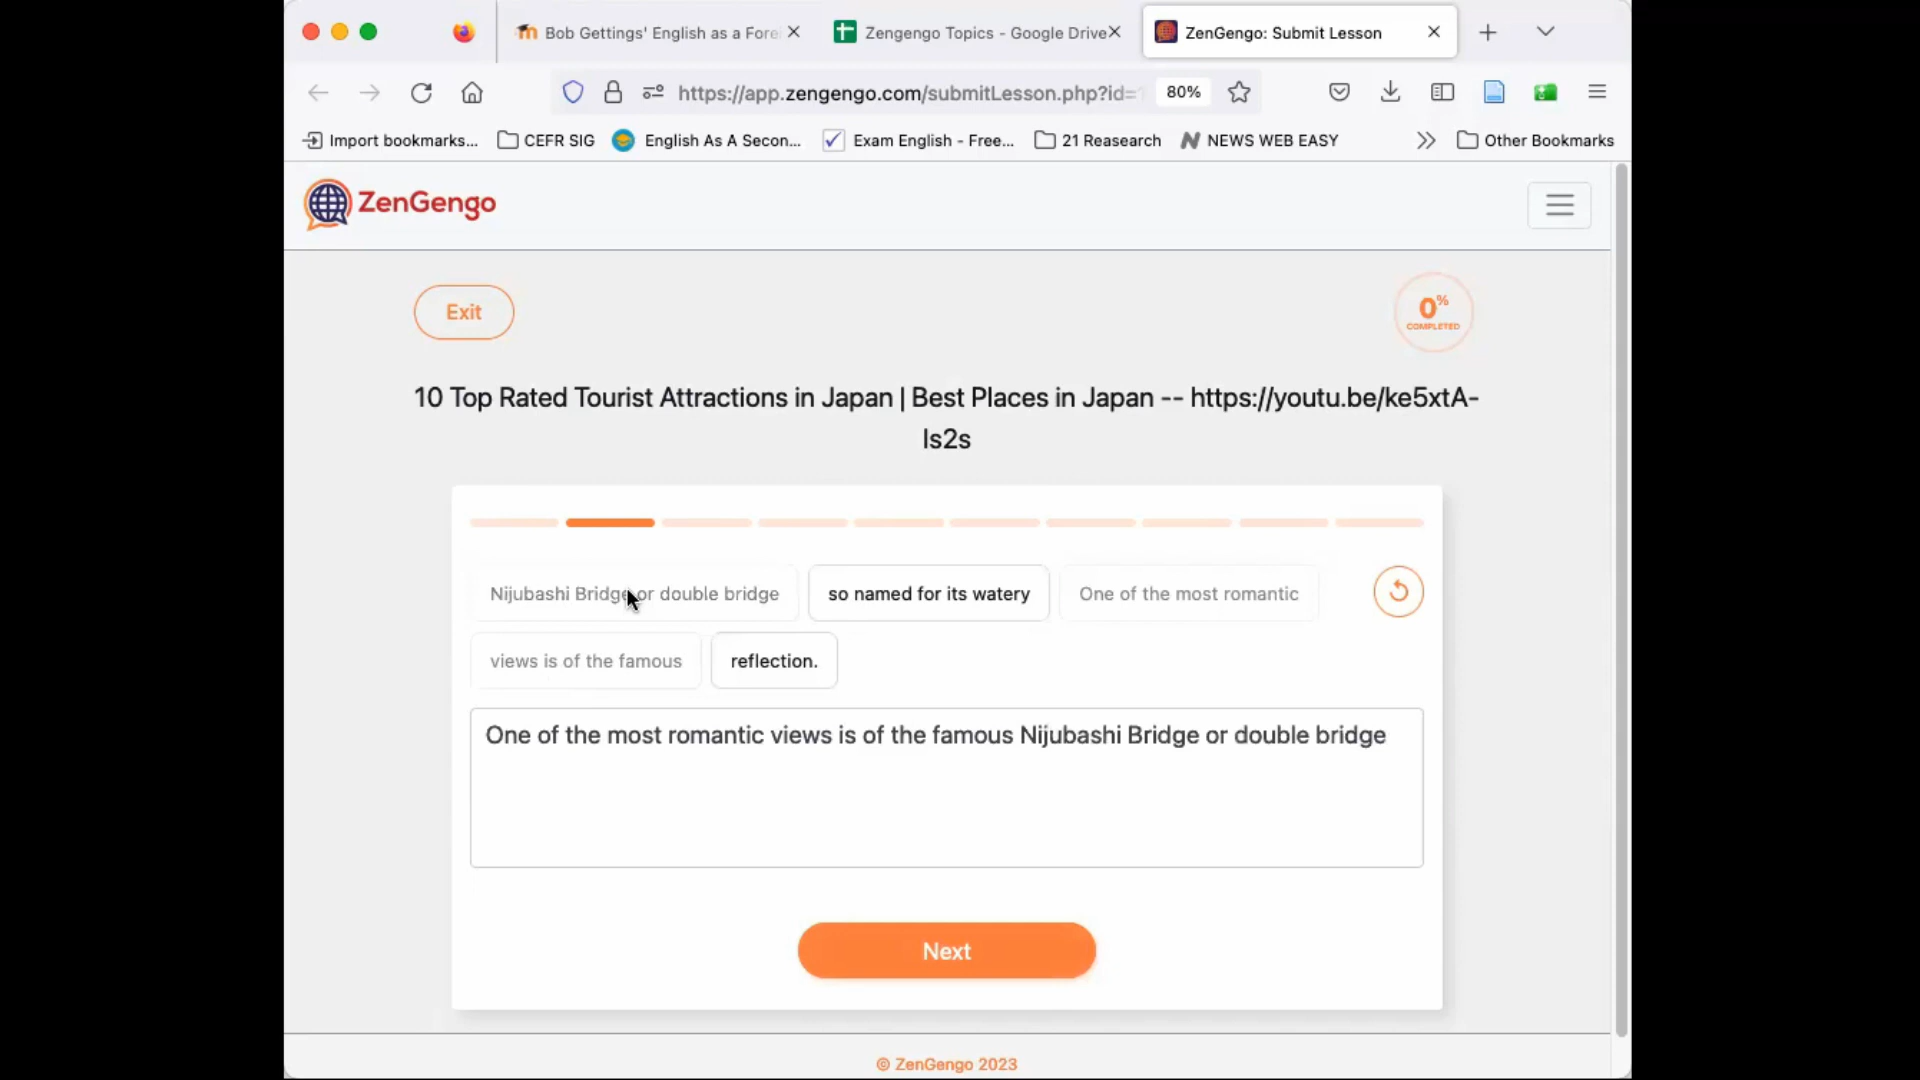 Bob Gettings' English as a Fore
Zengengo Topics - Google Drive
ZenGengo: Submit Lesson
https://app.zengengo.com/submitLesson.php?id=
80%
Import bookmarks...
CEFR SIG
English As A Secon...
Exam English - Free...
21 Reasearch
NEWS WEB EASY
Other Bookmarks
ZenGengo
Exit
0%
COMPLETED
10 Top Rated Tourist Attractions in Japan | Best Places in Japan -- https://youtu.be/ke5xtA-
Is2s
Nijubashi Bridge or double bridge
so named for its watery
One of the most romantic
views is of the famous
reflection.
One of the most romantic views is of the famous Nijubashi Bridge or double bridge
Next
© ZenGengo 2023